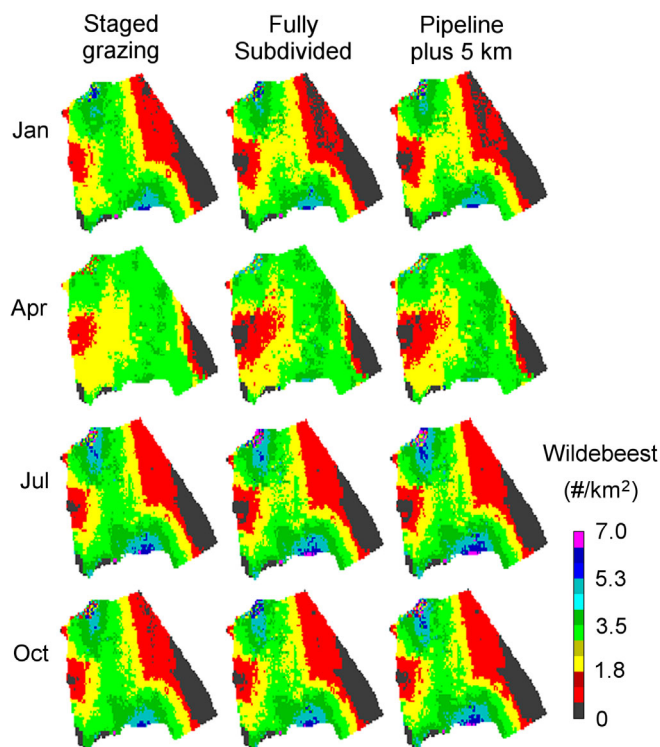 Staged
grazing
Fully
Subdivided
Pipeline
plus 5 km
Jan
Apr
Jul
Oct
Wildebeest
(#/km²)
7.0
5.3
3.5
1.8
0